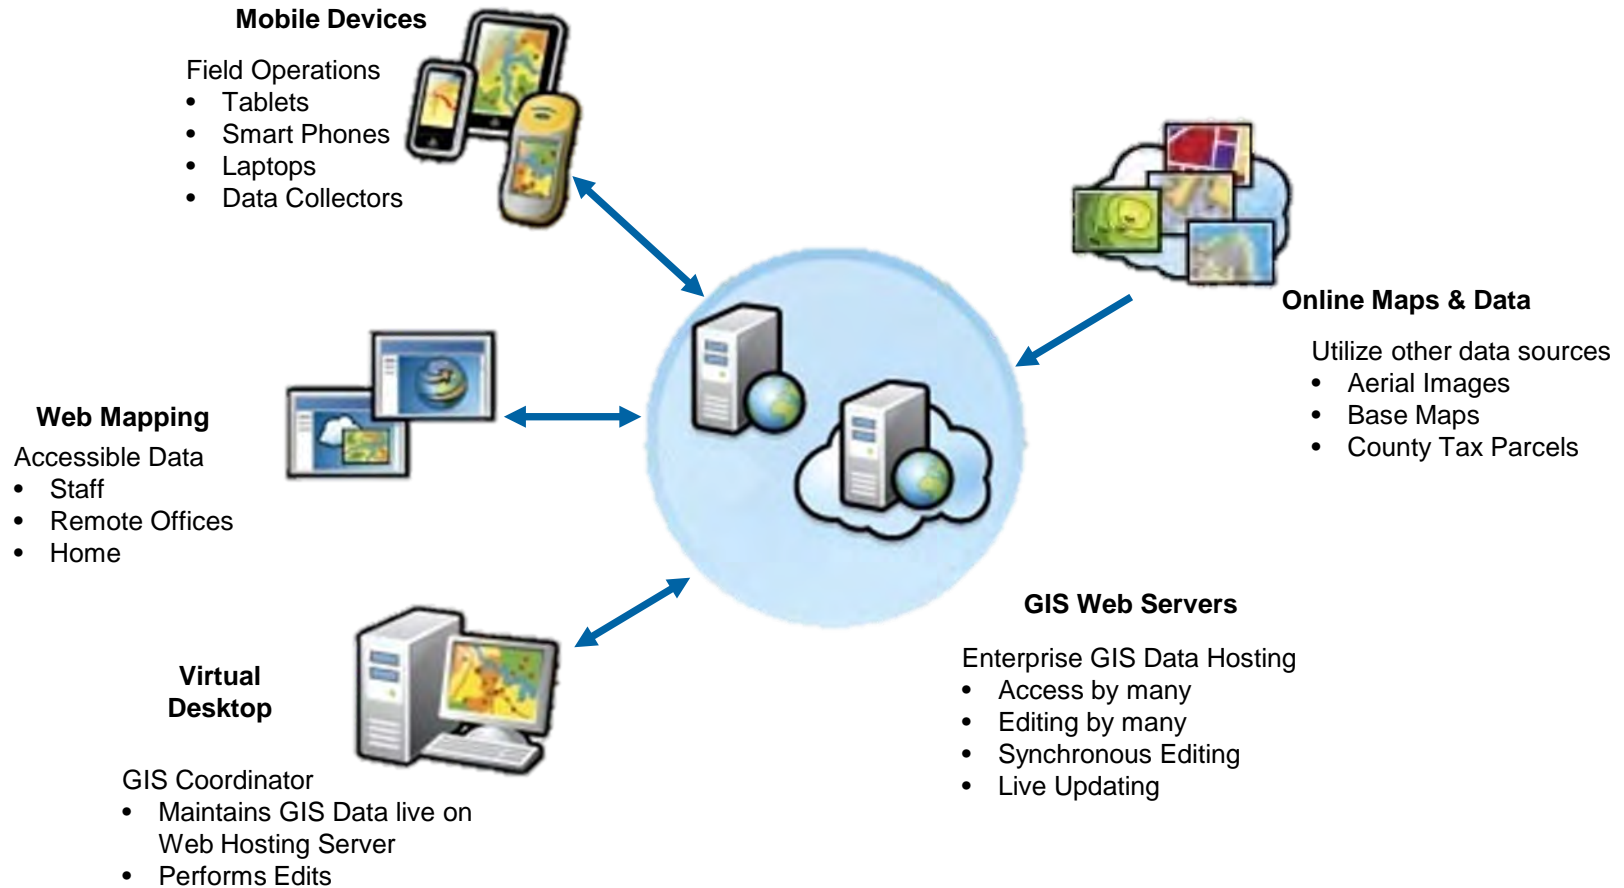 Mobile Devices
Field Operations
• Tablets
• Smart Phones
• Laptops
• Data Collectors
Online Maps & Data
Utilize other data sources
• Aerial Images
• Base Maps
• County Tax Parcels
Web Mapping
Accessible Data
• Staff
• Remote Offices
• Home
GIS Web Servers
Enterprise GIS Data Hosting
• Access by many
• Editing by many
• Synchronous Editing
• Live Updating
Virtual
Desktop
GIS Coordinator
• Maintains GIS Data live on
Web Hosting Server
• Performs Edits